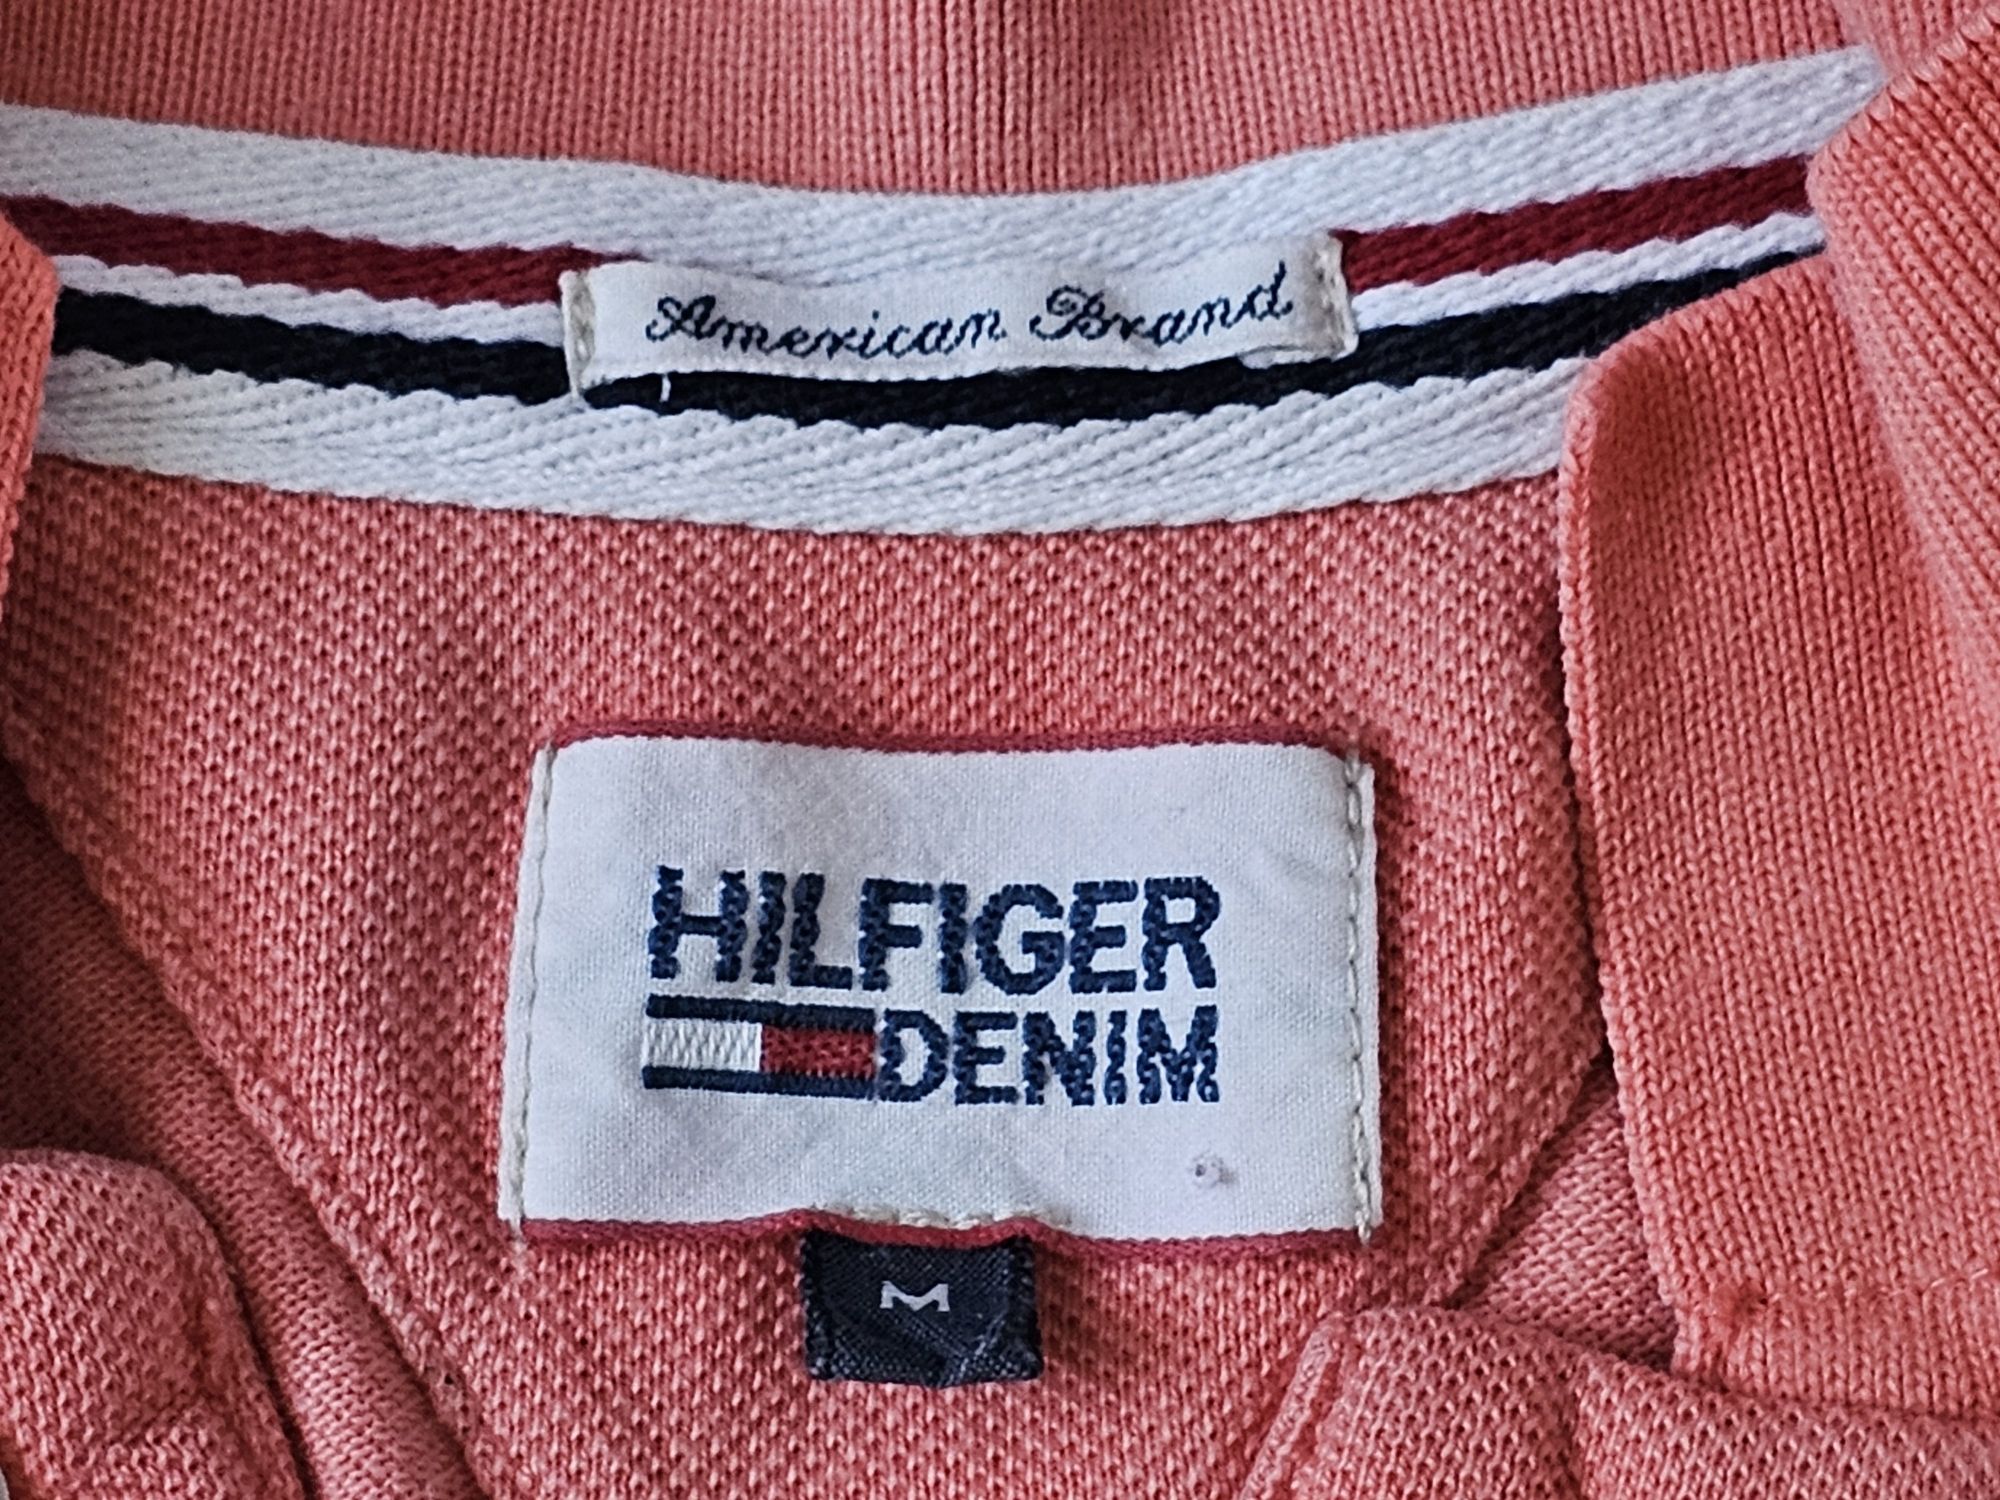 American Brand
HILFIGER
DENIM
M